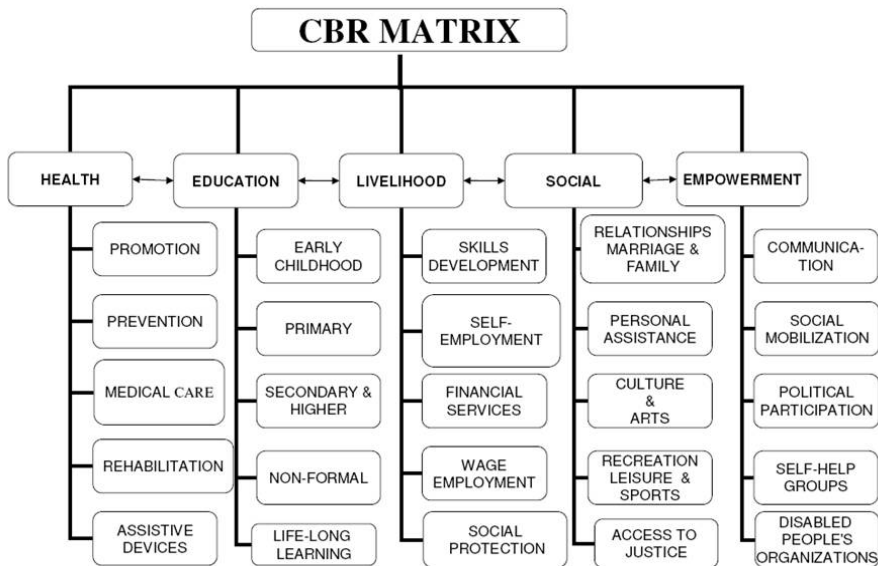 CBR MATRIX
HEALTH
EDUCATION
LIVELIHOOD
SOCIAL
EMPOWERMENT
PROMOTION
PREVENTION
MEDICAL CARE
REHABILITATION
ASSISTIVE
DEVICES
EARLY
CHILDHOOD
PRIMARY
SECONDARY &
HIGHER
NON-FORMAL
LIFE-LONG
LEARNING
SKILLS
DEVELOPMENT
SELF-
EMPLOYMENT
FINANCIAL
SERVICES
WAGE
EMPLOYMENT
SOCIAL
PROTECTION
RELATIONSHIPS
MARRIAGE &
FAMILY
PERSONAL
ASSISTANCE
CULTURE
&
ARTS
RECREATION
LEISURE &
SPORTS
ACCESS TO
JUSTICE
COMMUNICA-
TION
SOCIAL
MOBILIZATION
POLITICAL
PARTICIPATION
SELF-HELP
GROUPS
DISABLED
PEOPLE'S
ORGANIZATIONS